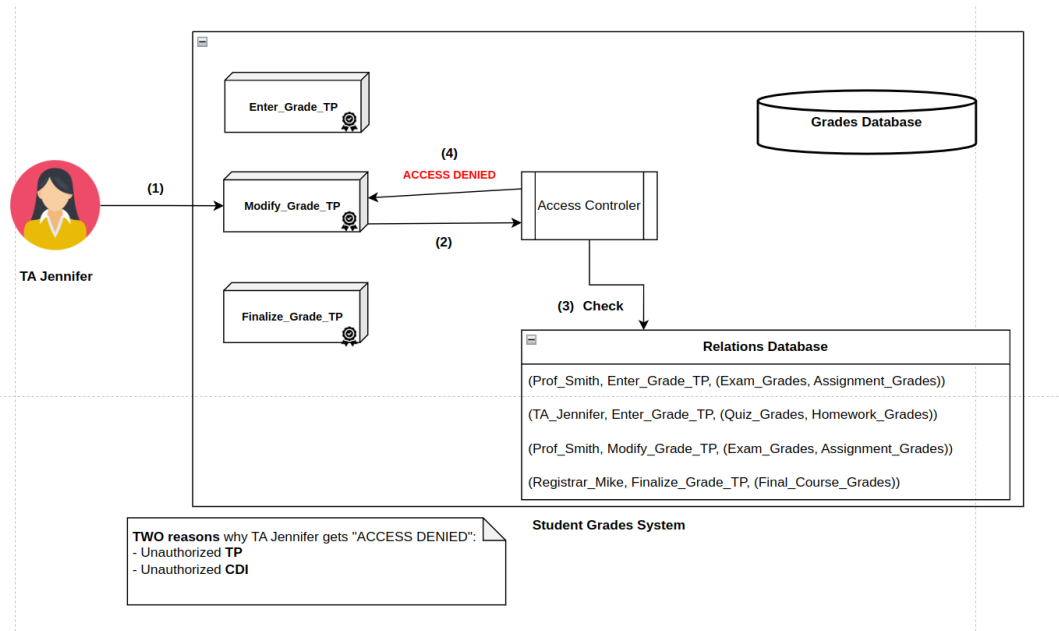 Enter_Grade_TP
Grades Database
(4)
ACCESS DENIED
(1)
Modify_Grade_TP
Access Controler
(2)
TA Jennifer
(3) Check
Finalize_Grade_TP
Relations Database
(Prof_Smith, Enter_Grade_TP, (Exam_Grades, Assignment_Grades))
(TA_Jennifer, Enter_Grade_TP, (Quiz_Grades, Homework_Grades))
(Prof_Smith, Modify_Grade_TP, (Exam_Grades, Assignment_Grades))
(Registrar_Mike, Finalize_Grade_TP, (Final_Course_Grades))
Student Grades System
TWO reasons why TA Jennifer gets "ACCESS DENIED":
- Unauthorized TP
- Unauthorized CDI